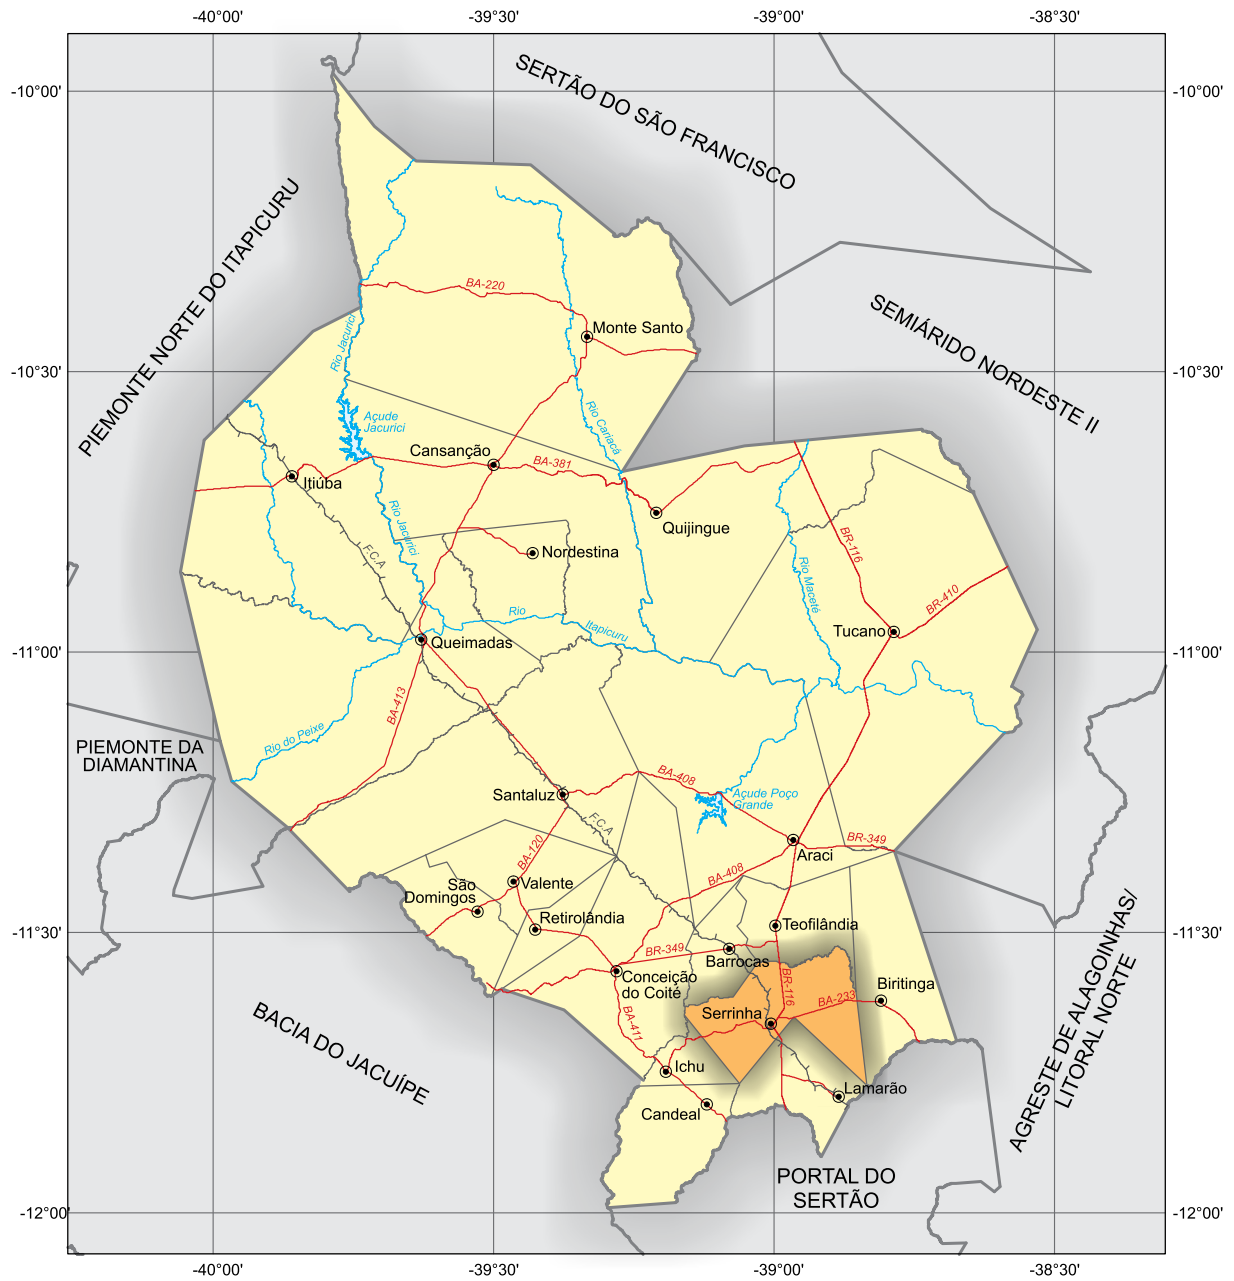 -40°00'
-39°30'
-39°00'
-38°30'
-10°00'
-10°00'
SERTÃO DO SÃO FRANCISCO
PIEMONTE NORTE DO ITAPICURU
BA-220
SEMIÁRIDO NORDESTE II
Rio Jacurici
Monte Santo
-10°30'
-10°30'
Açude
Jacurici
Rio Cariacá
Cansanção
BA-381
Itiúba
Quijingue
Rio Jacurici
F.C.A
Nordestina
BR-116
Rio Maceté
BR-410
Rio
Itapicuru
Tucano
Queimadas
-11°00'
-11°00'
BA-413
Rio do Peixe
PIEMONTE DA
DIAMANTINA
BA-408
Santaluz
Açude Poço
Grande
F.C.A
BR-349
BA-120
Araci
BA-408
São
Domingos
Valente
Retirolândia
Teofilândia
-11°30'
-11°30'
BR-349
Barrocas
Conceição
do Coité
BR-116
Biritinga
BA-233
Serrinha
BA-411
BACIA DO JACUÍPE
AGRESTE DE ALAGOINHAS/
LITORAL NORTE
Ichu
Lamarão
Candeal
PORTAL DO
SERTÃO
-12°00'
-12°00'
-40°00'
-39°30'
-39°00'
-38°30'